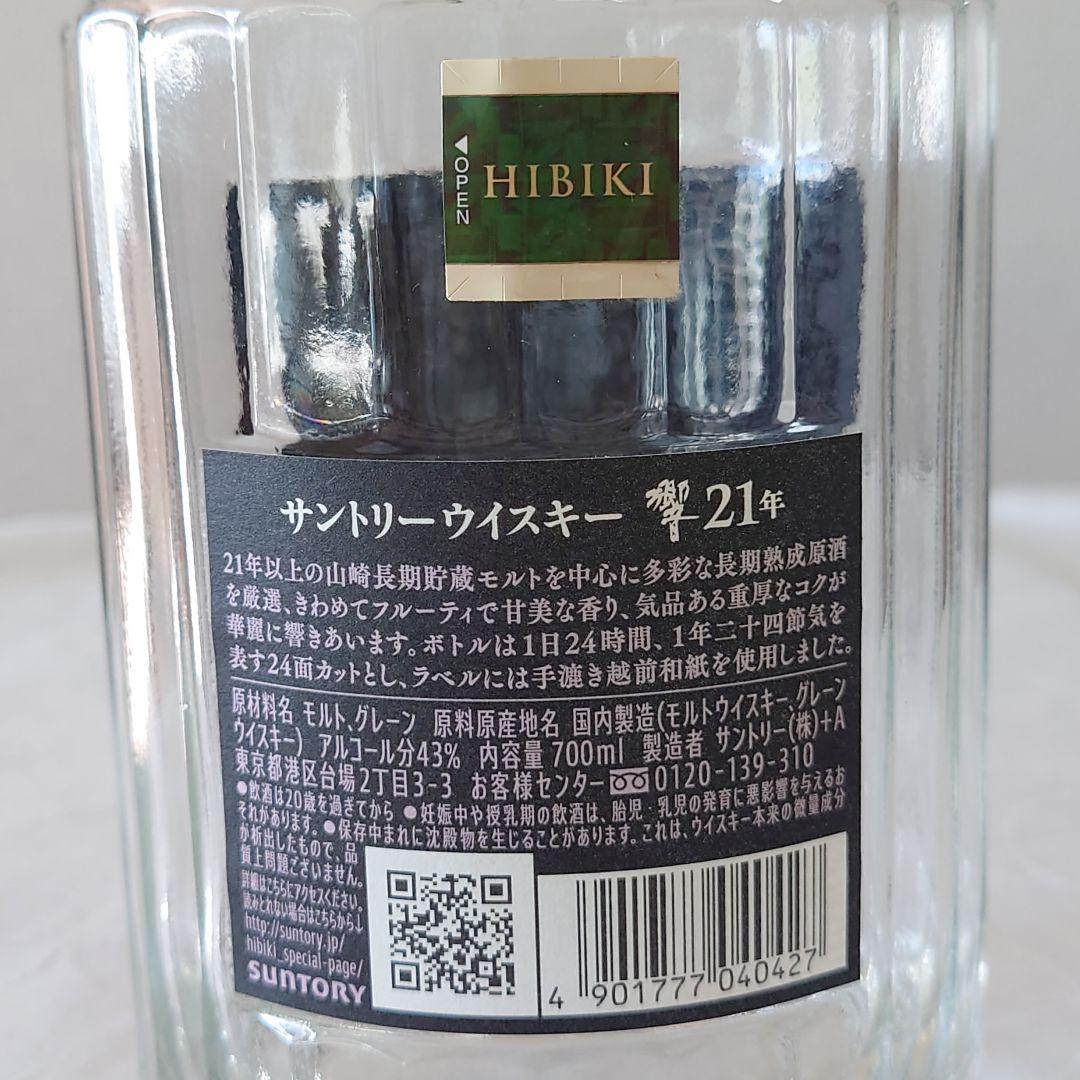 ◀OPEN
HIBIKI
サントリーウイスキー 響 21年
21年以上の山崎長期貯蔵モルトを中心に多彩な長期熟成原酒
を厳選、きわめてフルーティで甘美な香り、気品ある重厚なコクが
華麗に響きあいます。ボトルは1日24時間、1年二十四節気を
表す24面カットとし、ラベルには手漉き越前和紙を使用しました。
原材料名 モルト、グレーン 原料原産地名 国内製造(モルトウイスキー、グレーン
ウイスキー) アルコール分43% 内容量 700ml 製造者 サントリー(株)+A
東京都港区台場2丁目3-3 お客様センター 0120-139-310
●飲酒は20歳を過ぎてから ●妊娠中や授乳期の飲酒は、胎児・乳児の発育に悪影響を与えるお
それがあります。●保存中まれに沈殿物を生じることがあります。これは、ウイスキー本来の微量成分
が析出したもので、品
質上問題ございません。
詳細はこちらにアクセスください。
読みとれない場合はこちらから↓
http://suntory.jp/
hibiki_special-page/
SUNTORY
4 901777 040427